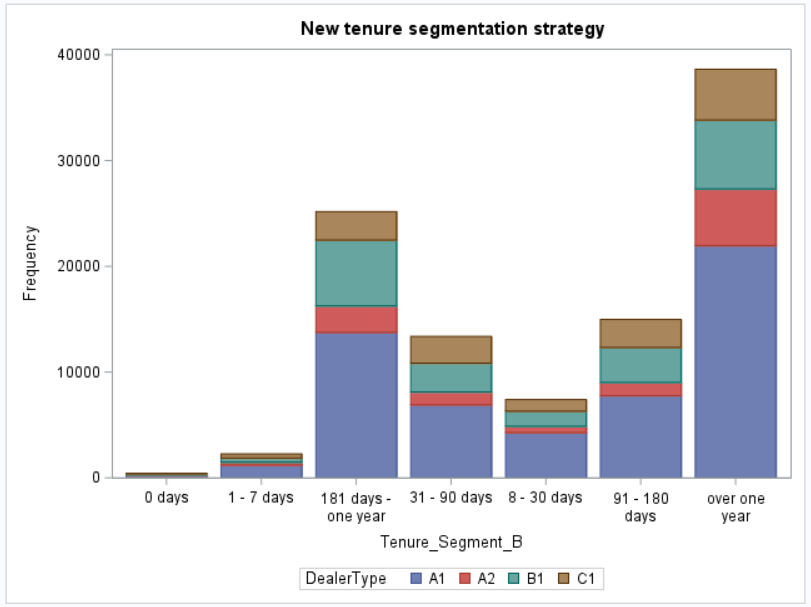 New tenure segmentation strategy
40000
30000
20000
10000
0
Frequency
0 days
1 - 7 days
181 days -
one year
31 - 90 days
8 - 30 days
91 - 180
days
over one
year
Tenure_Segment_B
DealerType A1 A2 B1 C1